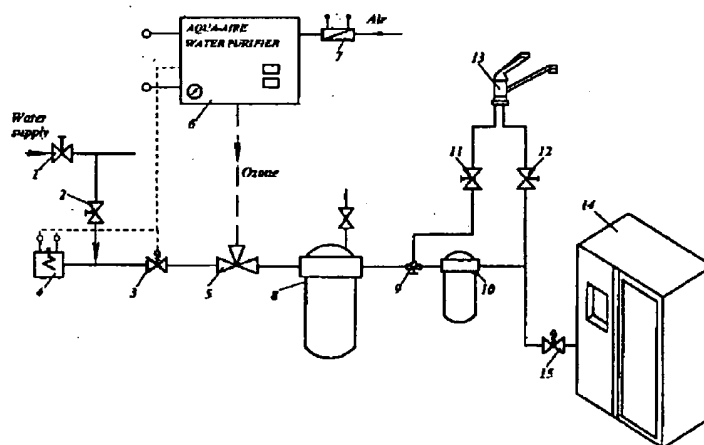 Air
AQUA-AIRE
WATER PURIFIER
7
13
6
Water
supply
1
Ozone
11
12
2
14
4
3
5
8
9
10
15